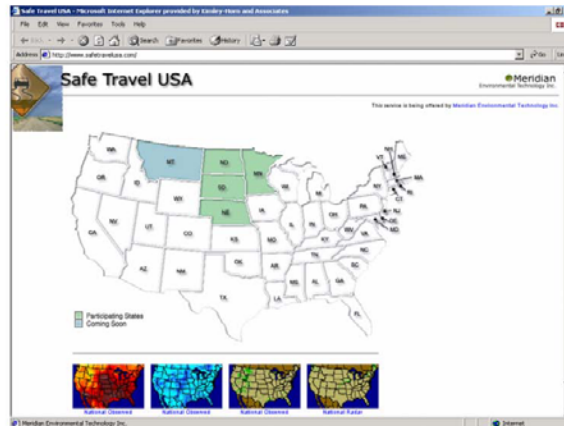 Safe Travel USA - Microsoft Internet Explorer provided by Kimley-Horn and Associates
File Edit View Favorites Tools Help
Search Favorites History
Address http://www.safetravelusa.com/ Go
Safe Travel USA
Meridian
Environmental Technology Inc.
This service is being offered by Meridian Environmental Technology Inc.
WA
MT
ND
MN
OR
ID
SD
WI
MI
VT
NH
ME
MA
RI
CT
NY
WY
NE
IA
PA
NJ
DE
MD
NV
UT
CO
KS
MO
IL
IN
OH
WV
VA
KY
CA
AZ
NM
OK
AR
TN
NC
SC
MS
AL
GA
TX
LA
FL
Participating States
Coming Soon
National Observed
National Observed
National Observed
National Radar
Meridian Environmental Technology Inc.
Internet